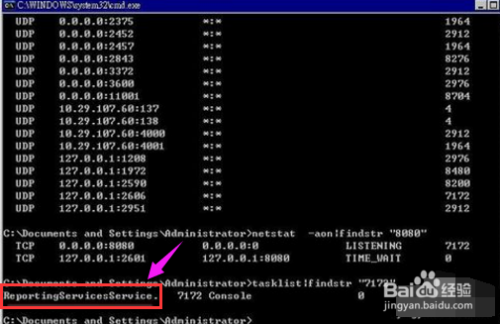 C:\WINDOWS\system32\cmd.exe
UDP 0.0.0.0:2375 *:* 1964
UDP 0.0.0.0:2452 *:* 2912
UDP 0.0.0.0:2457 *:* 1964
UDP 0.0.0.0:2843 *:* 8276
UDP 0.0.0.0:3372 *:* 2912
UDP 0.0.0.0:3600 *:* 2976
UDP 0.0.0.0:11001 *:* 8704
UDP 10.29.107.60:137 *:* 4
UDP 10.29.107.60:138 *:* 4
UDP 10.29.107.60:4000 *:* 2912
UDP 10.29.107.60:4001 *:* 1964
UDP 127.0.0.1:1208 *:* 2976
UDP 127.0.0.1:1972 *:* 8480
UDP 127.0.0.1:2590 *:* 8200
UDP 127.0.0.1:2606 *:* 7172
UDP 127.0.0.1:2951 *:* 2912
C:\Documents and Settings\Administrator>netstat -aon|findstr "8080"
TCP 0.0.0.0:8080 0.0.0.0:0 LISTENING 7172
TCP 127.0.0.1:2601 127.0.0.1:8080 TIME_WAIT 0
C:\Documents and Settings\Administrator>tasklist|findstr "7172"
ReportingServicesService. 7172 Console 0
C:\Documents and Settings\Administrator>
Baidu 经验
jingyan.baidu.com